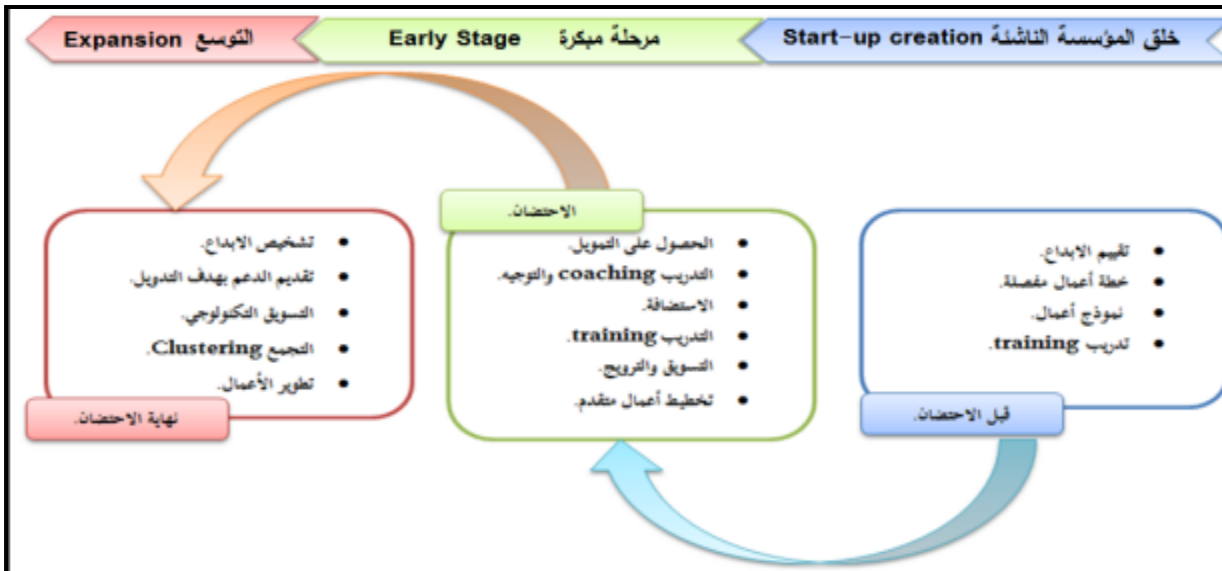 خلق المؤسسة الناشئة Start-up creation
مرحلة مبكرة Early Stage
التوسع Expansion
تقييم الابداع.
خطة أعمال مفصلة.
نموذج أعمال.
تدريب training.
قبل الاحتضان.
الاحتضان.
الحصول على التمويل.
التدريب coaching والتوجيه.
الاستضافة.
التدريب training.
التسويق والترويج.
تخطيط أعمال متقدم.
تشخيص الابداع.
تقديم الدعم بهدف التدويل.
التسويق التكنولوجي.
التجمع Clustering.
تطوير الأعمال.
نهاية الاحتضان.